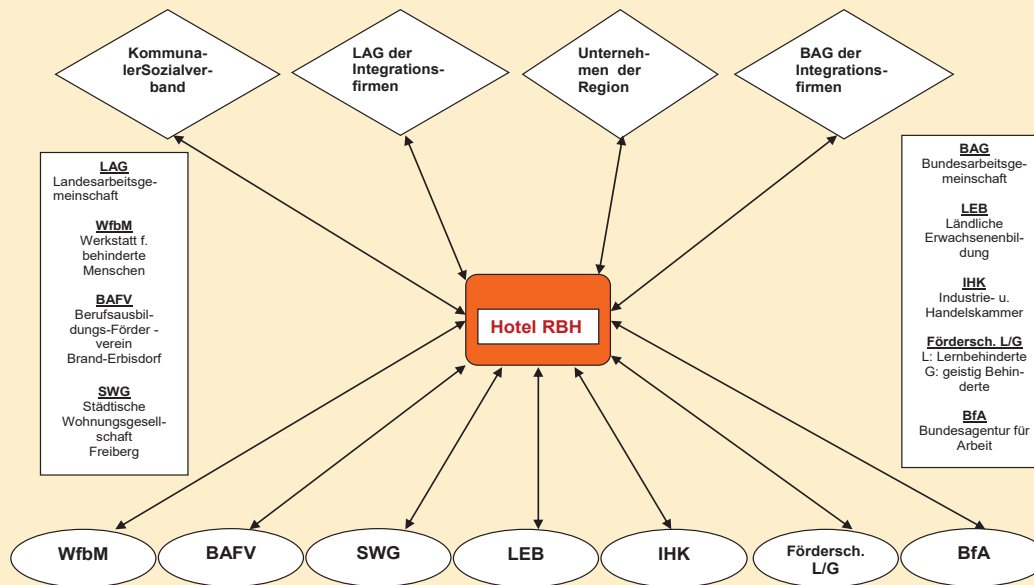 Kommuna-
lerSozialver-
band
LAG der
Integrations-
firmen
Unterneh-
men der
Region
BAG der
Integrations-
firmen
LAG
Landesarbeitsge-
meinschaft
WfbM
Werkstatt f.
behinderte
Menschen
BAFV
Berufsausbil-
dungs-Förder -
verein
Brand-Erbisdorf
SWG
Städtische
Wohnungsgesell-
schaft
Freiberg
Hotel RBH
BAG
Bundesarbeitsge-
meinschaft
LEB
Ländliche
Erwachsenenbil-
dung
IHK
Industrie- u.
Handelskammer
Fördersch. L/G
L: Lernbehinderte
G: geistig Behin-
derte
BfA
Bundesagentur für
Arbeit
WfbM
BAFV
SWG
LEB
IHK
Fördersch.
L/G
BfA